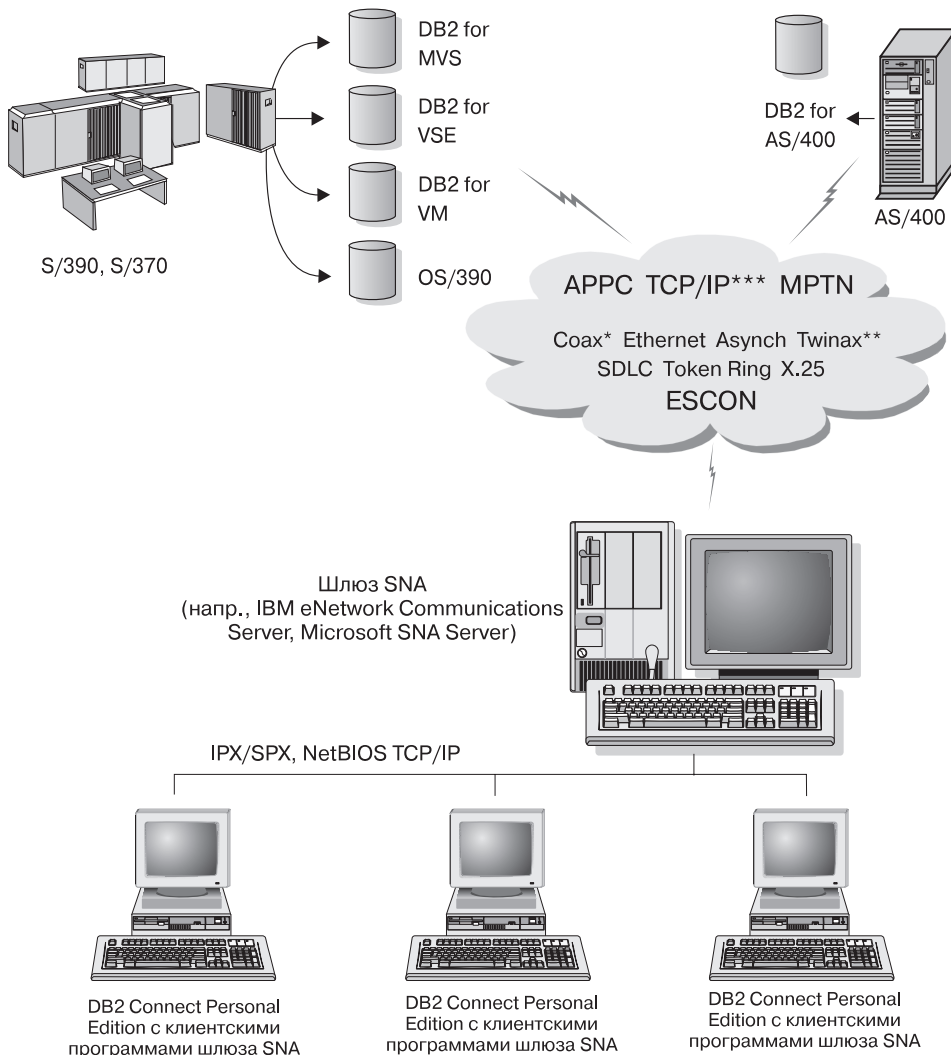 DB2 for
MVS
DB2 for
VSE
DB2 for
VM
OS/390
S/390, S/370
DB2 for
AS/400
AS/400
APPC TCP/IP*** MPTN
Coax* Ethernet Asynch Twinax**
SDLC Token Ring X.25
ESCON
Шлюз SNA
(напр., IBM eNetwork Communications
Server, Microsoft SNA Server)
IPX/SPX, NetBIOS TCP/IP
DB2 Connect Personal
Edition с клиентскими
программами шлюза SNA
DB2 Connect Personal
Edition с клиентскими
программами шлюза SNA
DB2 Connect Personal
Edition с клиентскими
программами шлюза SNA